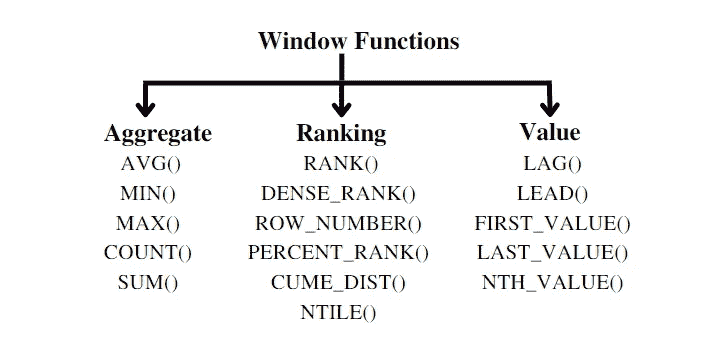 Window Functions
Aggregate
AVG()
MIN()
MAX()
COUNT()
SUM()
Ranking
RANK()
DENSE_RANK()
ROW_NUMBER()
PERCENT_RANK()
CUME_DIST()
NTILE()
Value
LAG()
LEAD()
FIRST_VALUE()
LAST_VALUE()
NTH_VALUE()